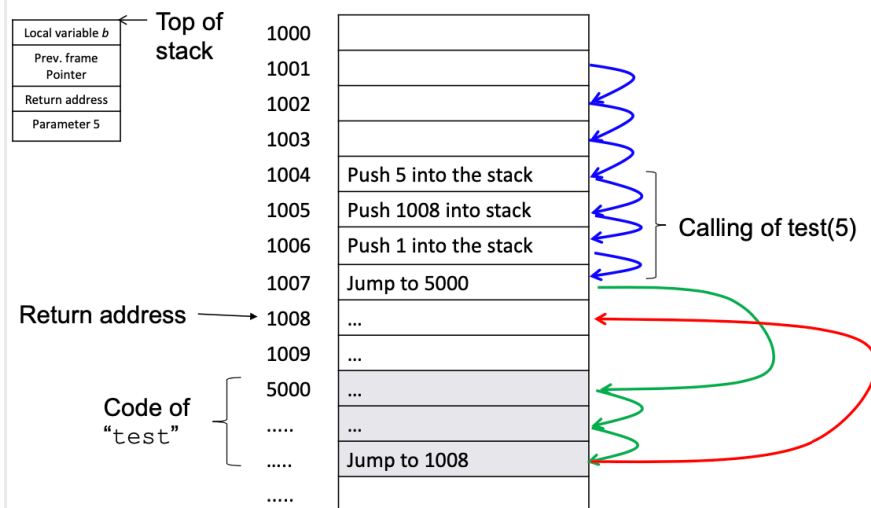 Local variable b
Prev. frame
Pointer
Return address
Parameter 5
Top of
stack
1000
1001
1002
1003
1004 Push 5 into the stack
1005 Push 1008 into stack
1006 Push 1 into the stack
1007 Jump to 5000
Calling of test(5)
Return address
1008 ...
1009 ...
5000 ...
..... ...
..... Jump to 1008
.....
Code of
“test”